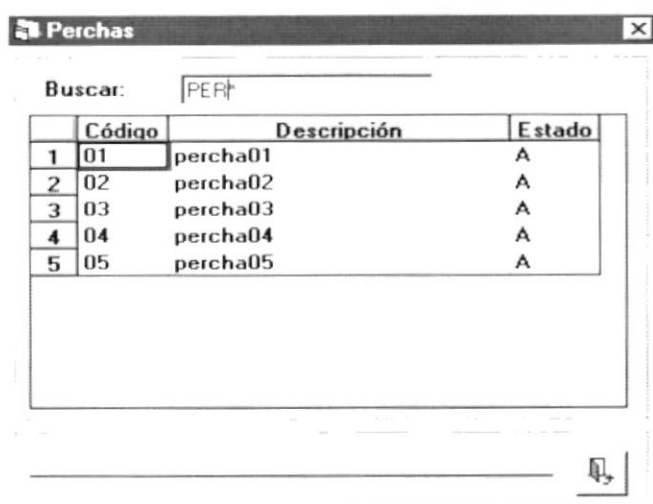 Perchas
Buscar: PER
Código Descripción Estado
1 01 percha01 A
2 02 percha02 A
3 03 percha03 A
4 04 percha04 A
5 05 percha05 A